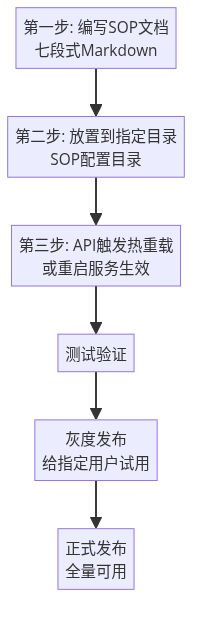 第一步: 编写SOP文档
七段式Markdown
第二步: 放置到指定目录
SOP配置目录
第三步: API触发热重载
或重启服务生效
测试验证
灰度发布
给指定用户试用
正式发布
全量可用